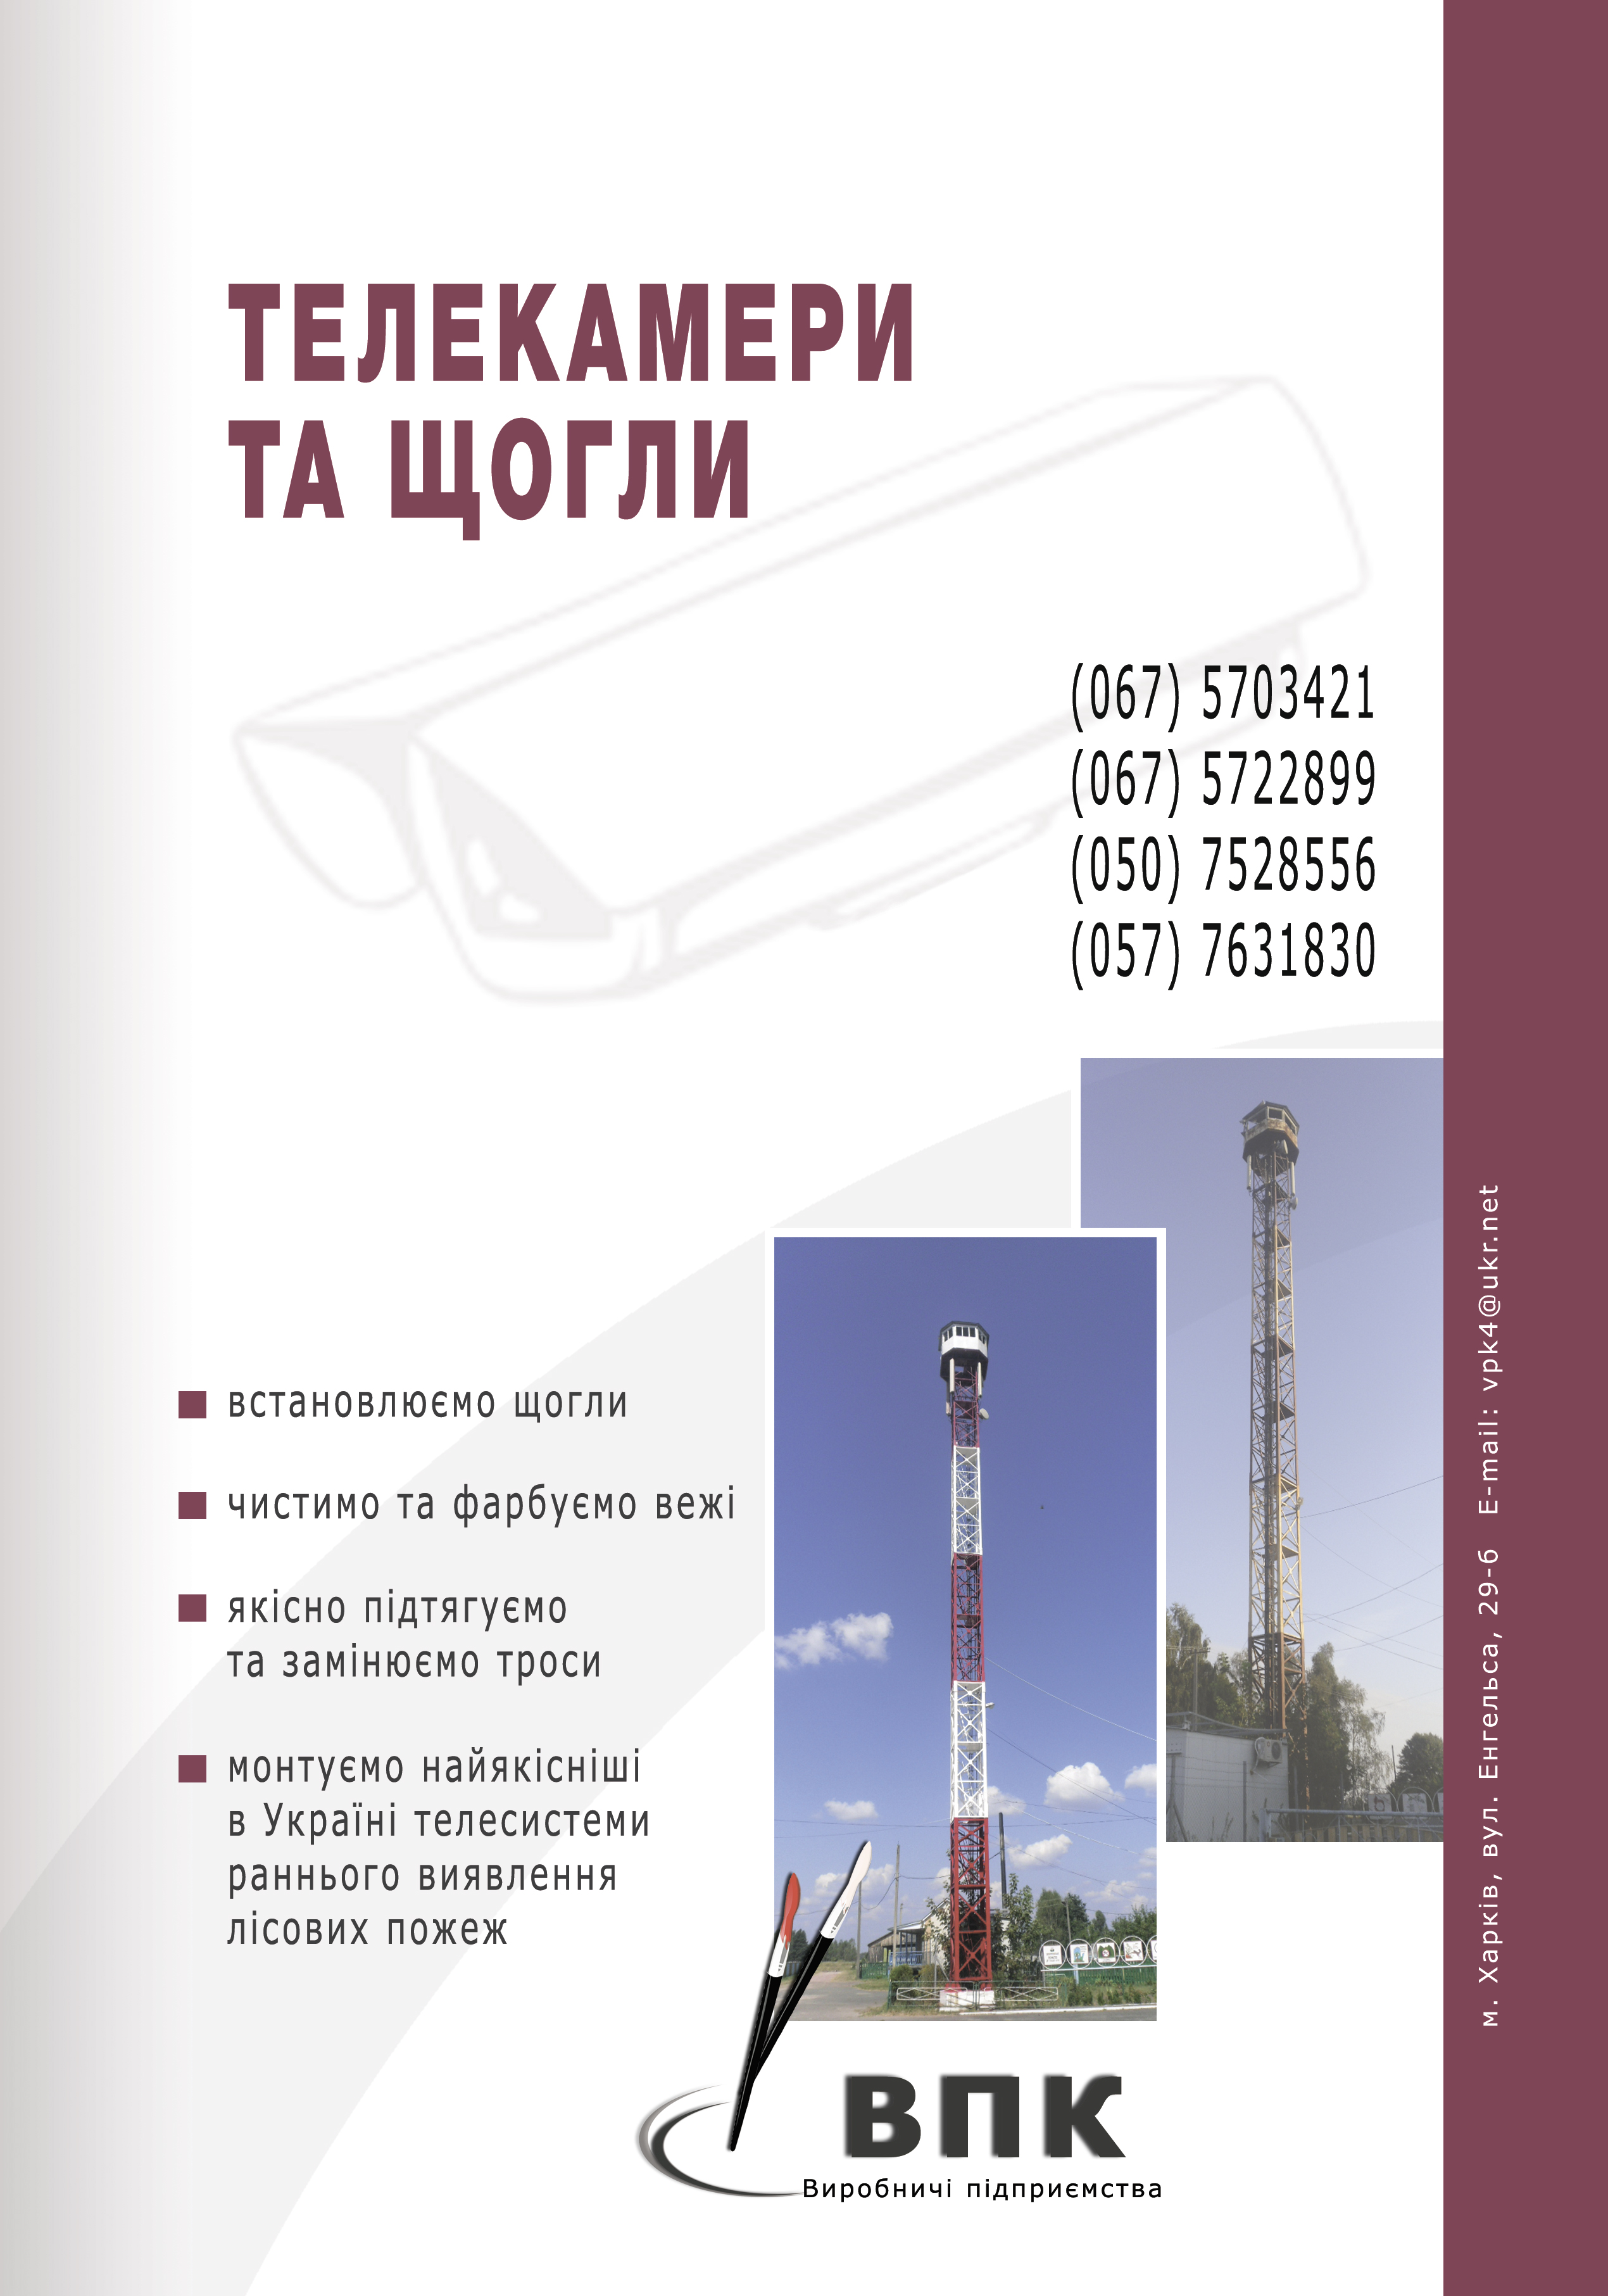 ТЕЛЕКАМЕРИ
ТА ЩОГЛИ
(067) 5703421
(067) 5722899
(050) 7528556
(057) 7631830
встановлюємо щогли
чистимо та фарбуємо вежі
якісно підтягуємо
та замінюємо троси
монтуємо найякісніші
в Україні телесистеми
раннього виявлення
лісових пожеж
ВПК
Виробничі підприємства
м. Харків, вул. Енгельса, 29-б E-mail: vpk4@ukr.net